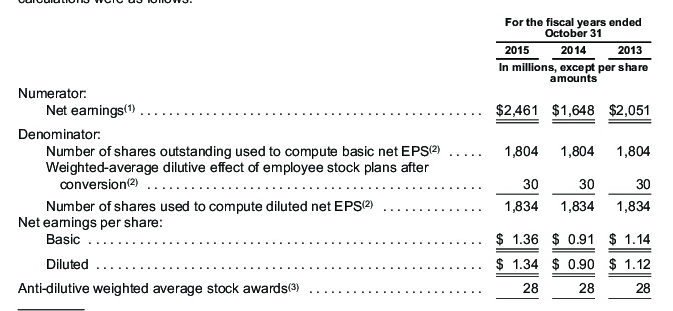 calculations were as follows:
For the fiscal years ended
October 31
2015 2014 2013
In millions, except per share
amounts
Numerator:
Net earnings(1) . . . . . . . . . . . . . . . . . . . . . . . . . . . . . . . . . . . . . . . . . . . . . . . $2,461 $1,648 $2,051
Denominator:
Number of shares outstanding used to compute basic net EPS(2) . . . . . 1,804 1,804 1,804
Weighted-average dilutive effect of employee stock plans after
conversion(2) . . . . . . . . . . . . . . . . . . . . . . . . . . . . . . . . . . . . . . . . . . . . . . 30 30 30
Number of shares used to compute diluted net EPS(2) . . . . . . . . . . . . . . 1,834 1,834 1,834
Net earnings per share:
Basic . . . . . . . . . . . . . . . . . . . . . . . . . . . . . . . . . . . . . . . . . . . . . . . . . . . . . . $ 1.36 $ 0.91 $ 1.14
Diluted . . . . . . . . . . . . . . . . . . . . . . . . . . . . . . . . . . . . . . . . . . . . . . . . . . . . . $ 1.34 $ 0.90 $ 1.12
Anti-dilutive weighted average stock awards(3) . . . . . . . . . . . . . . . . . . . . . . . . 28 28 28